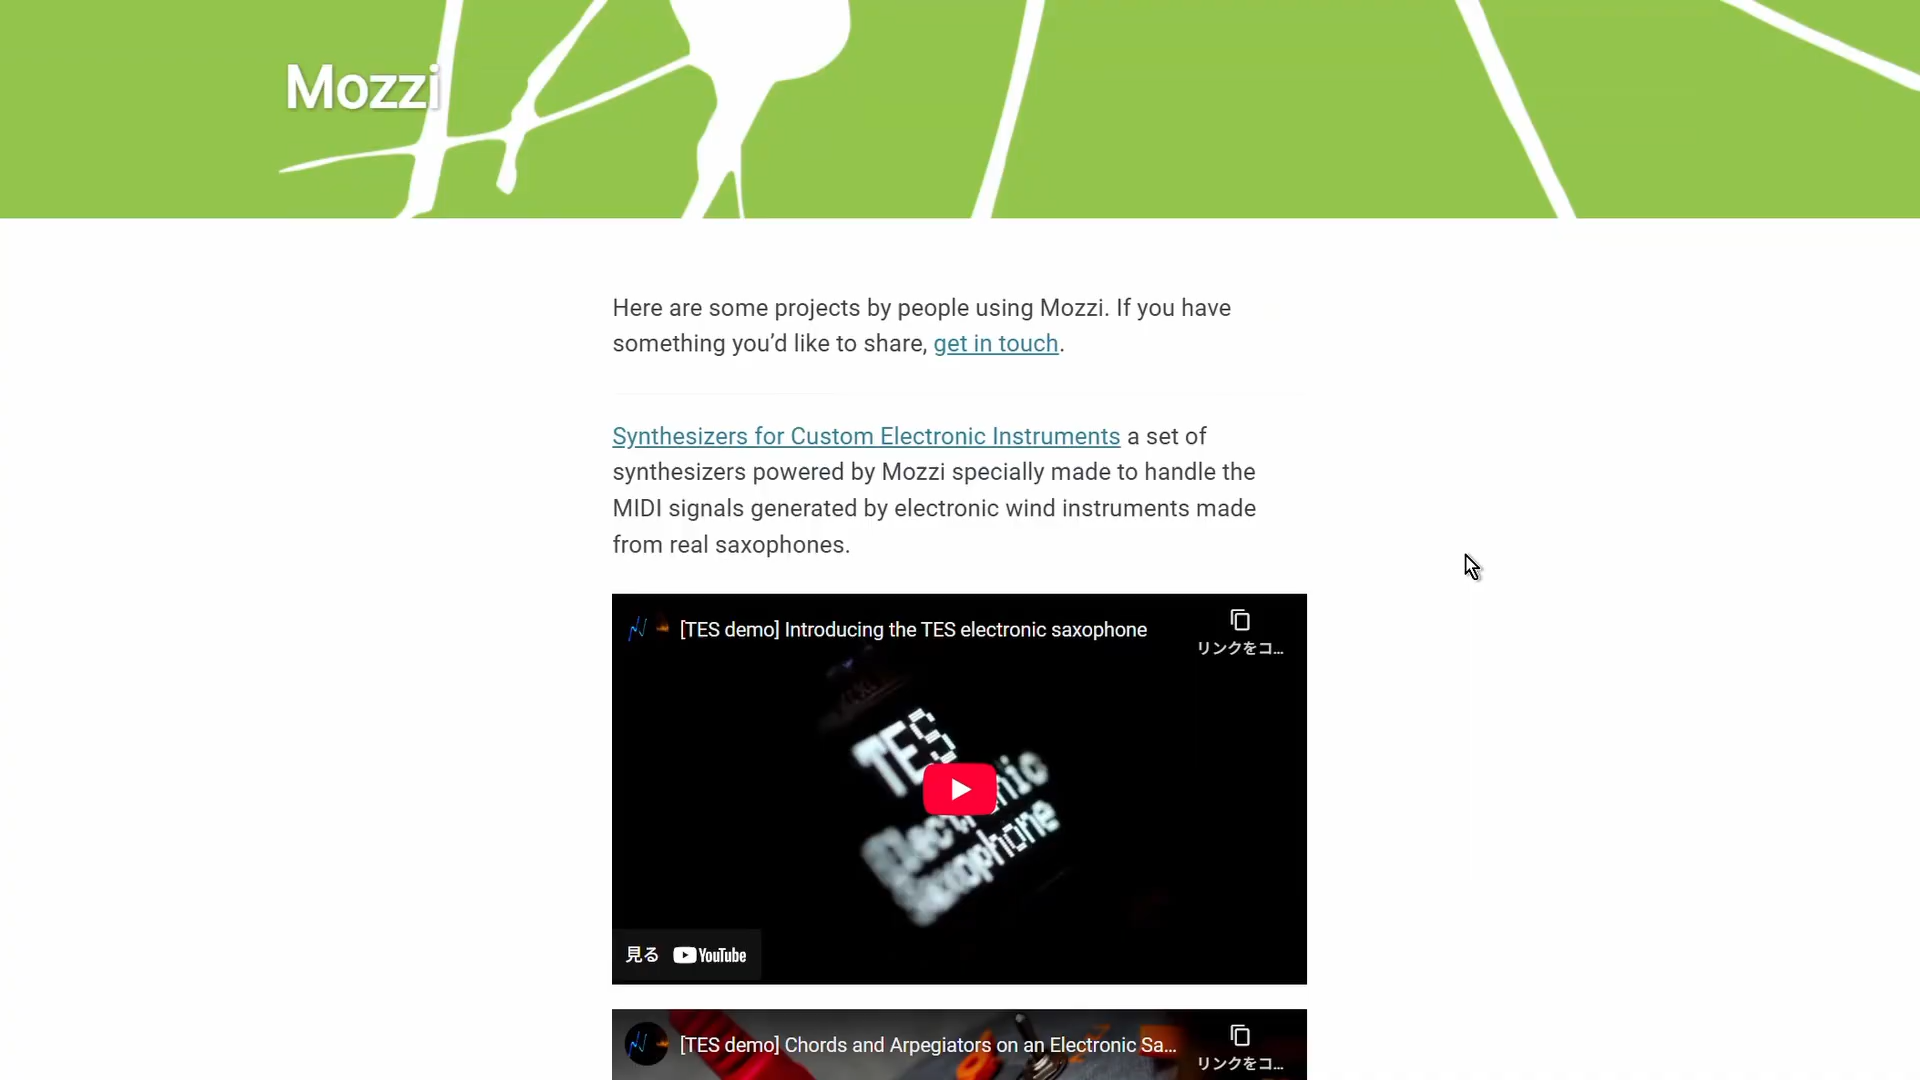 Mozzi
Here are some projects by people using Mozzi. If you have
something you’d like to share, get in touch.
Synthesizers for Custom Electronic Instruments a set of
synthesizers powered by Mozzi specially made to handle the
MIDI signals generated by electronic wind instruments made
from real saxophones.
[TES demo] Introducing the TES electronic saxophone
リンクをコ...
TES
Electronic
Saxophone
見る YouTube
[TES demo] Chords and Arpegiators on an Electronic Sa...
リンクをコ...